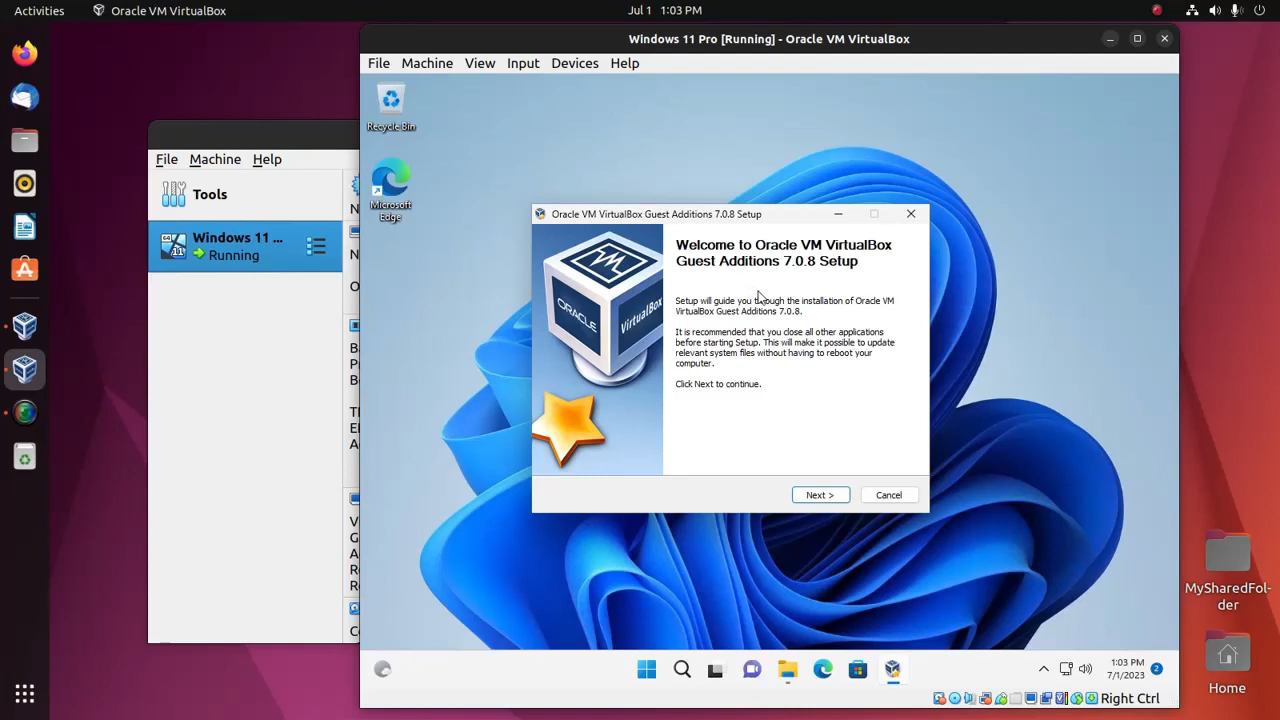 Activities
Oracle VM VirtualBox
Jul 1 1:03 PM
Windows 11 Pro [Running] - Oracle VM VirtualBox
File Machine View Input Devices Help
Recycle Bin
Microsoft
Edge
File Machine Help
Tools
Windows 11 ...
Running
Oracle VM VirtualBox Guest Additions 7.0.8 Setup
Welcome to Oracle VM VirtualBox
Guest Additions 7.0.8 Setup
Setup will guide you through the installation of Oracle VM
VirtualBox Guest Additions 7.0.8.
It is recommended that you close all other applications
before starting Setup. This will make it possible to update
relevant system files without having to reboot your
computer.
Click Next to continue.
ORACLE
VirtualBox
Next >
Cancel
MySharedFol-
der
Home
1:03 PM
7/1/2023
2
Right Ctrl